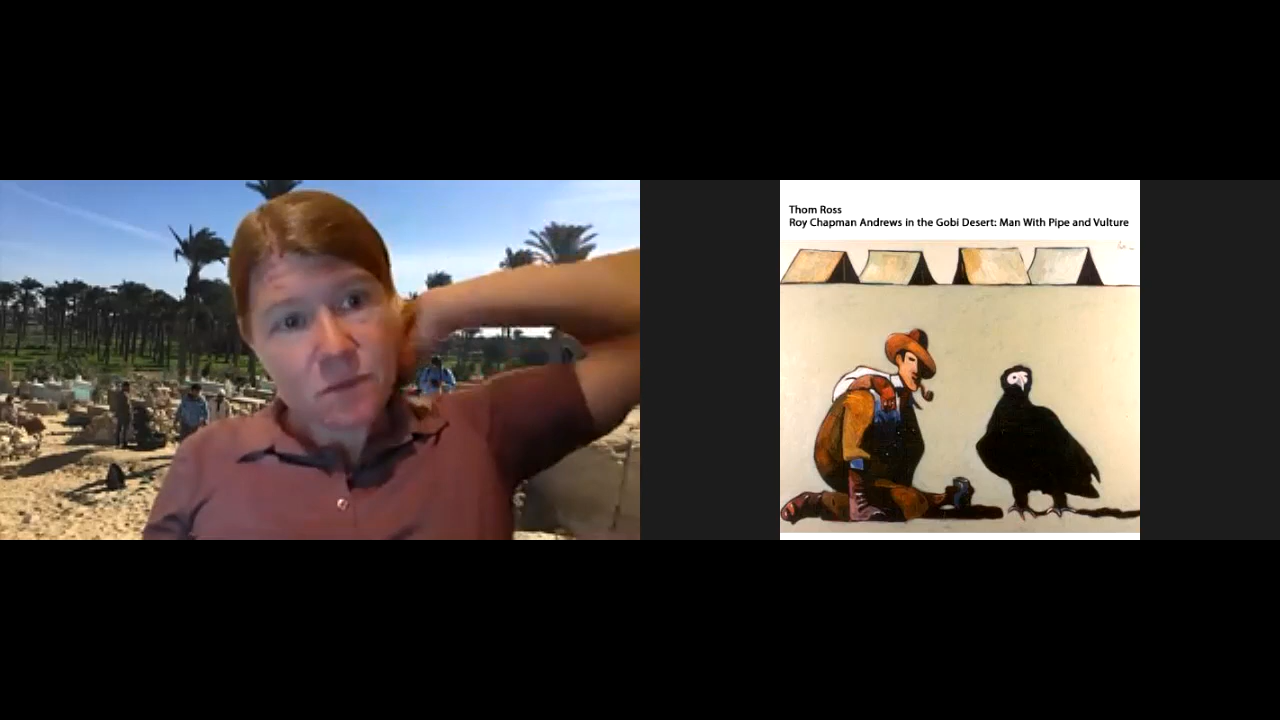 Thom Ross
Roy Chapman Andrews in the Gobi Desert: Man With Pipe and Vulture